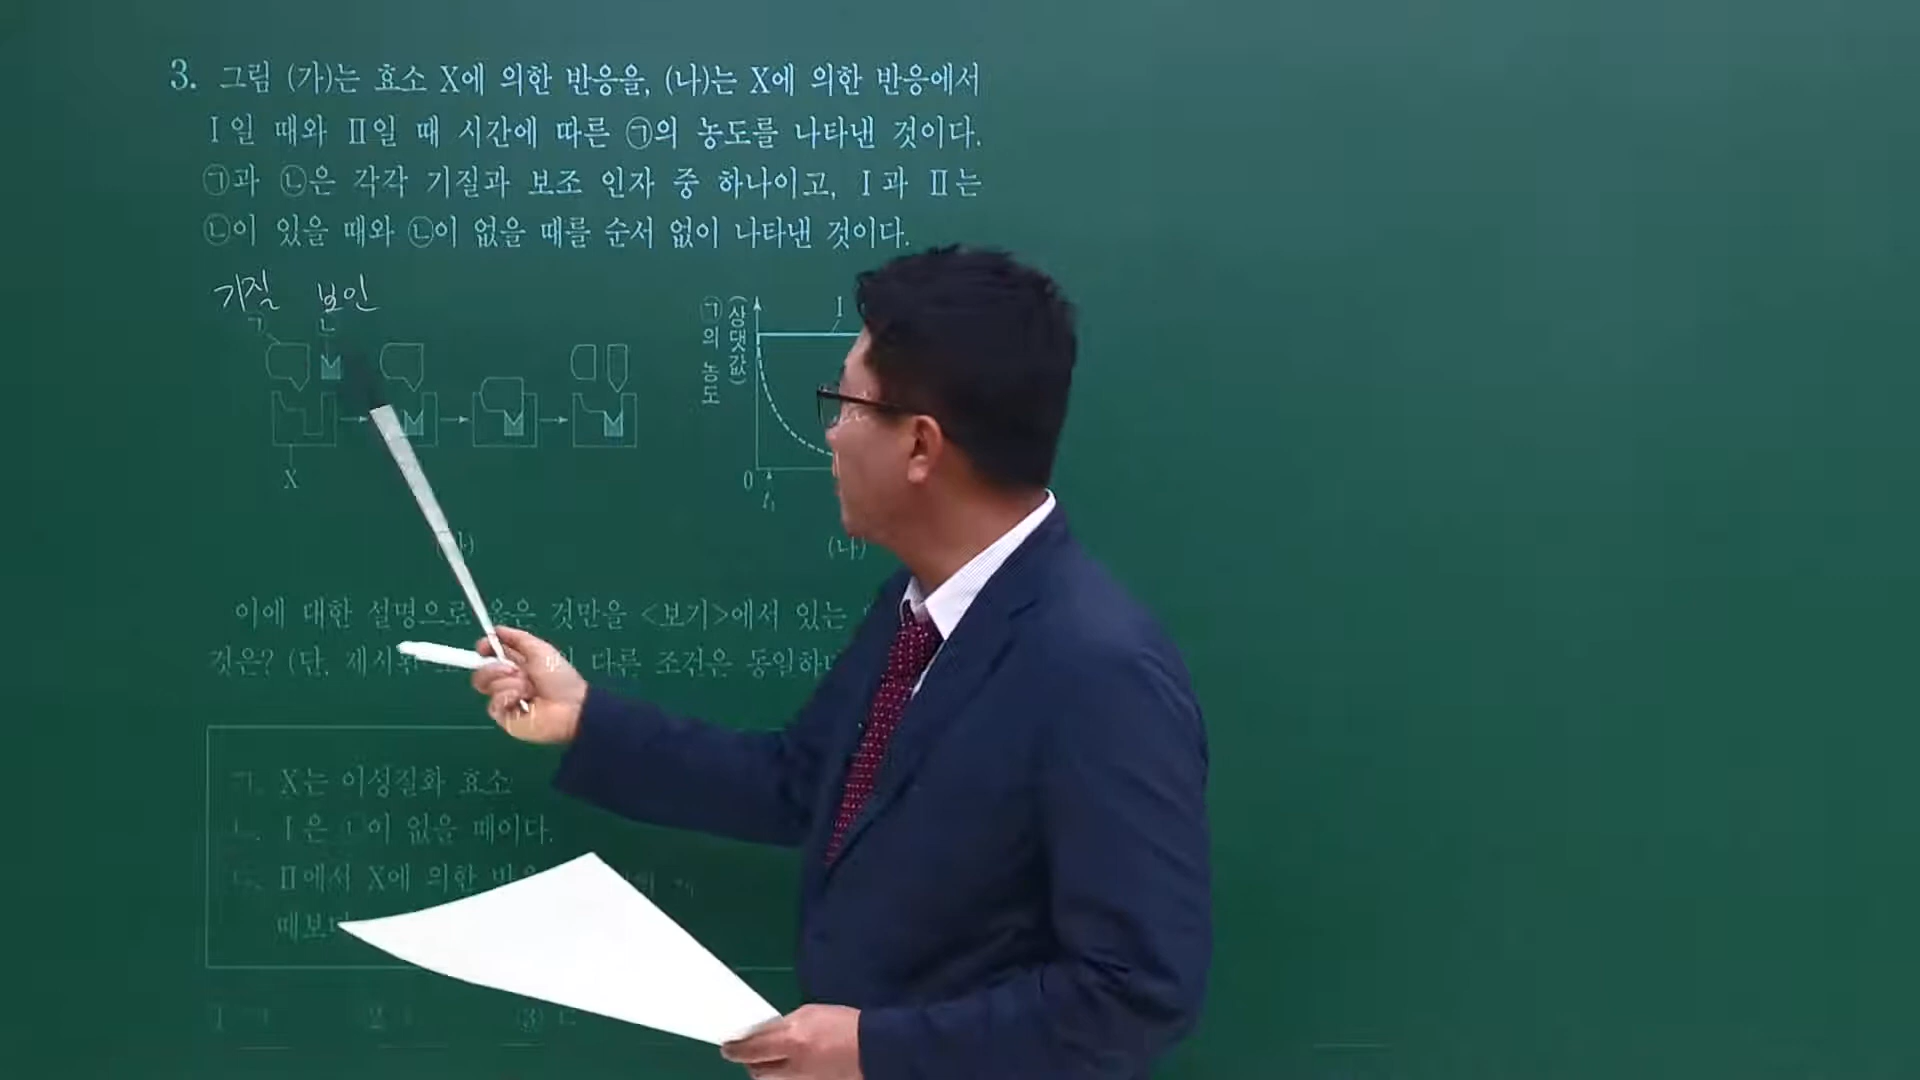 3. 그림 (가)는 효소 X에 의한 반응을, (나)는 X에 의한 반응에서
Ⅰ일 때와 Ⅱ일 때 시간에 따른 ㉠의 농도를 나타낸 것이다.
㉠과 ㉡은 각각 기질과 보조 인자 중 하나이고, Ⅰ과 Ⅱ는
㉡이 있을 때와 ㉡이 없을 때를 순서 없이 나타낸 것이다.
기질 보인
㉠의 농도 (상댓값)
Ⅰ
X
0
t₁
(나)
이에 대한 설명으로 옳은 것만을 <보기>에서 있는
것은? (단, 다른 조건은
ㄱ. X는 이성질화 효소
ㄴ. Ⅰ은 ㉡이 없을 때이다.
ㄷ. Ⅱ에서 X에 의한
때보다